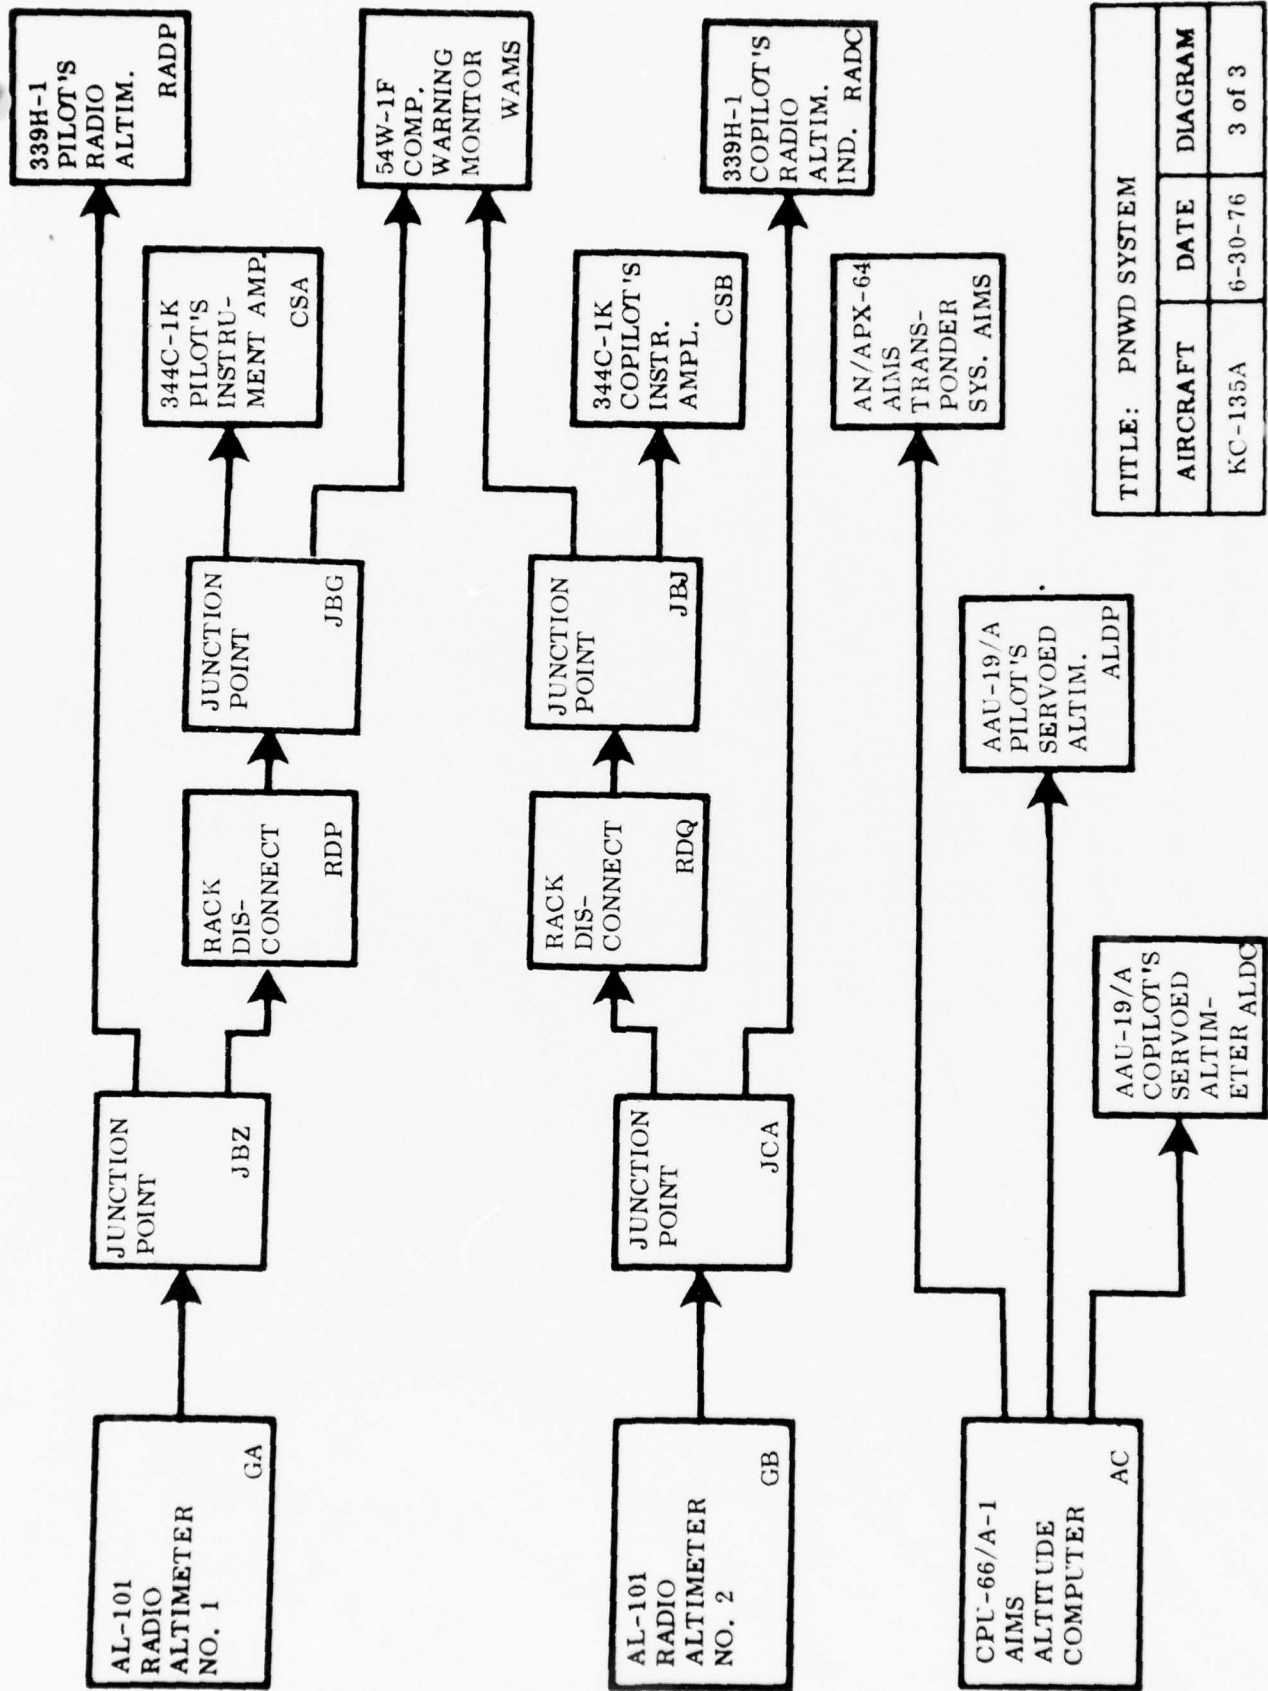 AL-101
RADIO
ALTIMETER
NO. 1
GA
JUNCTION
POINT
JBZ
RACK
DIS-
CONNECT
RDP
JUNCTION
POINT
JBG
344C-1K
PILOT'S
INSTRU-
MENT AMP.
CSA
339H-1
PILOT'S
RADIO
ALTIM.
RADP
54W-1F
COMP.
WARNING
MONITOR
WAMS
AL-101
RADIO
ALTIMETER
NO. 2
GB
JUNCTION
POINT
JCA
RACK
DIS-
CONNECT
RDQ
JUNCTION
POINT
JBJ
344C-1K
COPILOT'S
INSTR.
AMPL.
CSB
339H-1
COPILOT'S
RADIO
ALTIM.
IND. RADC
CPU-66/A-1
AIMS
ALTITUDE
COMPUTER
AC
AN/APX-64
AIMS
TRANS-
PONDER
SYS. AIMS
AAU-19/A
PILOT'S
SERVOED
ALTIM.
ALDP
AAU-19/A
COPILOT'S
SERVOED
ALTIM-
ETER ALDC
TITLE: PNWD SYSTEM
AIRCRAFT DATE DIAGRAM
KC-135A 6-30-76 3 of 3